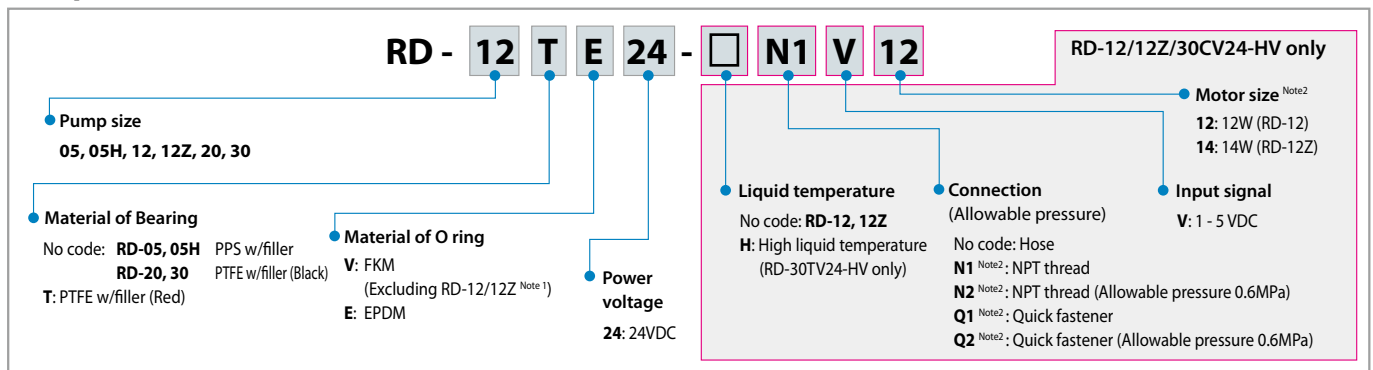 RD - 12 T E 24 - □ N1 V 12
RD-12/12Z/30CV24-HV only
Pump size
05, 05H, 12, 12Z, 20, 30
Material of Bearing
No code: RD-05, 05H PPS w/filler
RD-20, 30 PTFE w/filler (Black)
T: PTFE w/filler (Red)
Material of O ring
V: FKM
(Excluding RD-12/12Z Note 1)
E: EPDM
Power
voltage
24: 24VDC
Liquid temperature
No code: RD-12, 12Z
H: High liquid temperature
(RD-30TV24-HV only)
Connection
(Allowable pressure)
No code: Hose
N1 Note2 : NPT thread
N2 Note2 : NPT thread (Allowable pressure 0.6MPa)
Q1 Note2 : Quick fastener
Q2 Note2 : Quick fastener (Allowable pressure 0.6MPa)
Input signal
V: 1 - 5 VDC
Motor size Note2
12: 12W (RD-12)
14: 14W (RD-12Z)